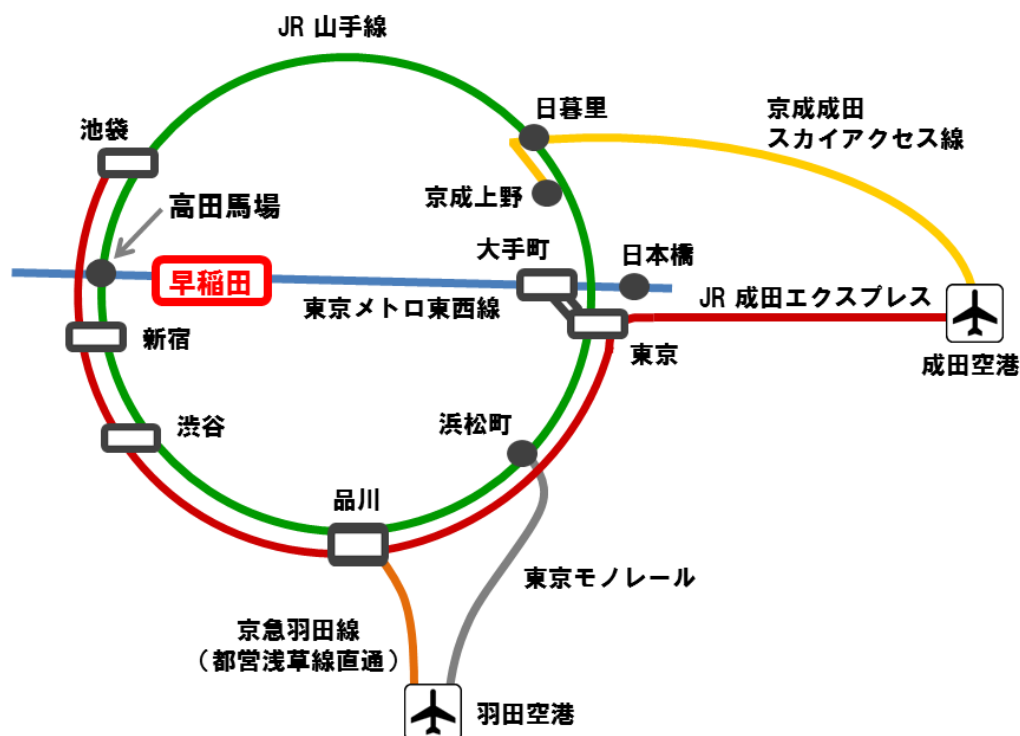 JR 山手線
日暮里
京成成田
スカイアクセス線
池袋
京成上野
高田馬場
大手町
日本橋
早稲田
東京メトロ東西線
JR 成田エクスプレス
新宿
東京
成田空港
渋谷
浜松町
品川
東京モノレール
京急羽田線
（都営浅草線直通）
羽田空港